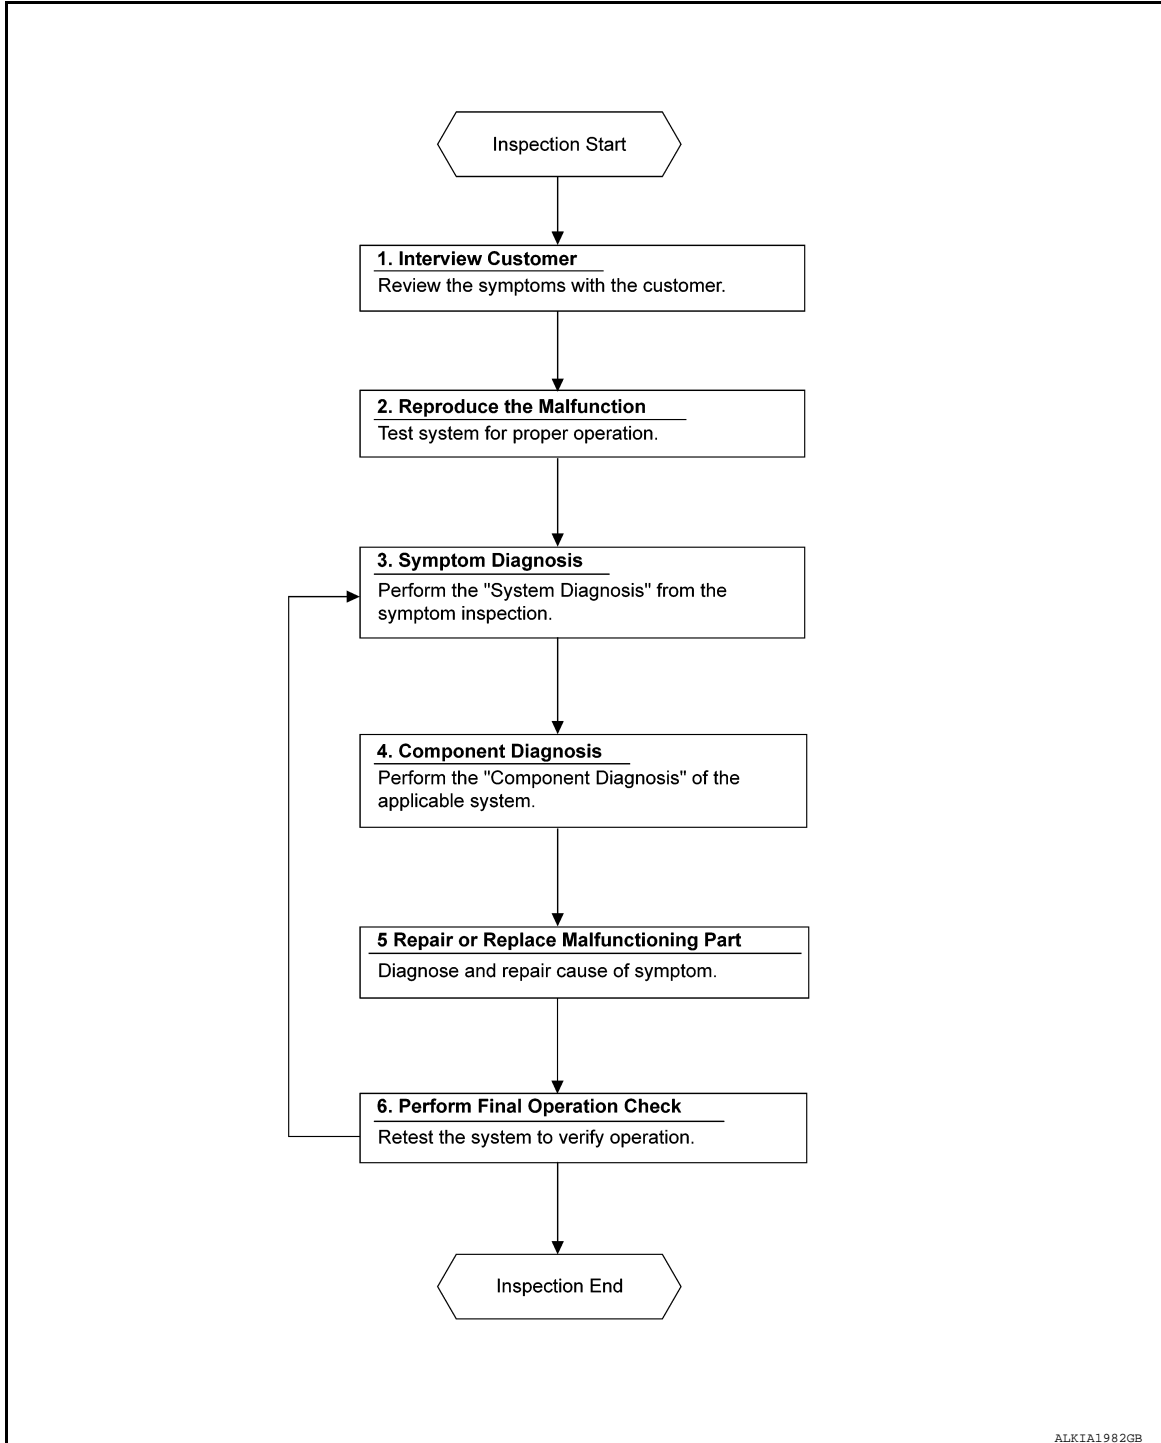 Inspection Start
1. Interview Customer
Review the symptoms with the customer.
2. Reproduce the Malfunction
Test system for proper operation.
3. Symptom Diagnosis
Perform the "System Diagnosis" from the
symptom inspection.
4. Component Diagnosis
Perform the "Component Diagnosis" of the
applicable system.
5 Repair or Replace Malfunctioning Part
Diagnose and repair cause of symptom.
6. Perform Final Operation Check
Retest the system to verify operation.
Inspection End
ALKIA1982GB